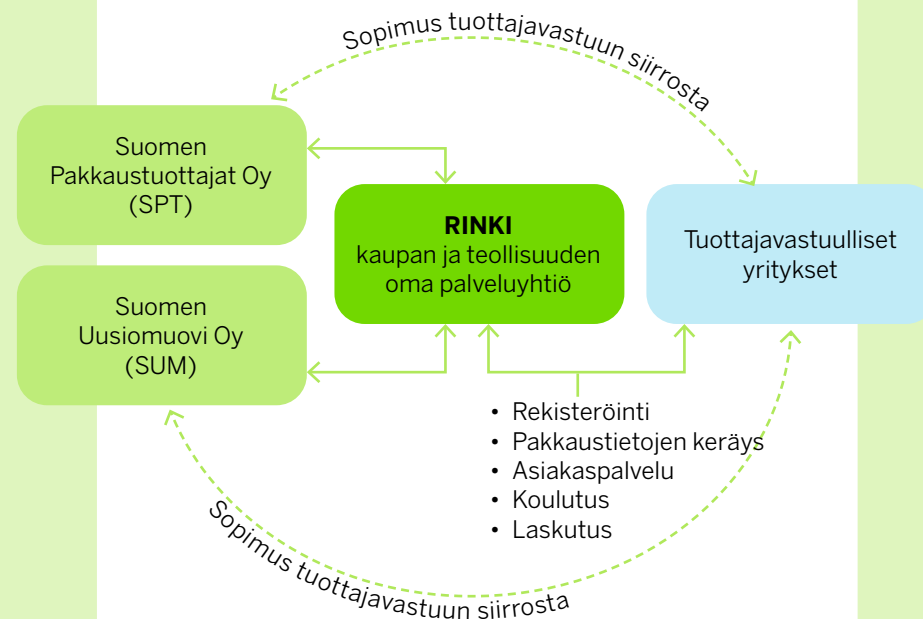 Sopimus tuottajavastuun siirrosta
Suomen
Pakkaustuottajat Oy
(SPT)
RINKI
kaupan ja teollisuuden
oma palveluyhtiö
Tuottajavastuulliset
yritykset
Suomen
Uusiomuovi Oy
(SUM)
• Rekisteröinti
• Pakkaustietojen keräys
• Asiakaspalvelu
• Koulutus
• Laskutus
Sopimus tuottajavastuun siirrosta